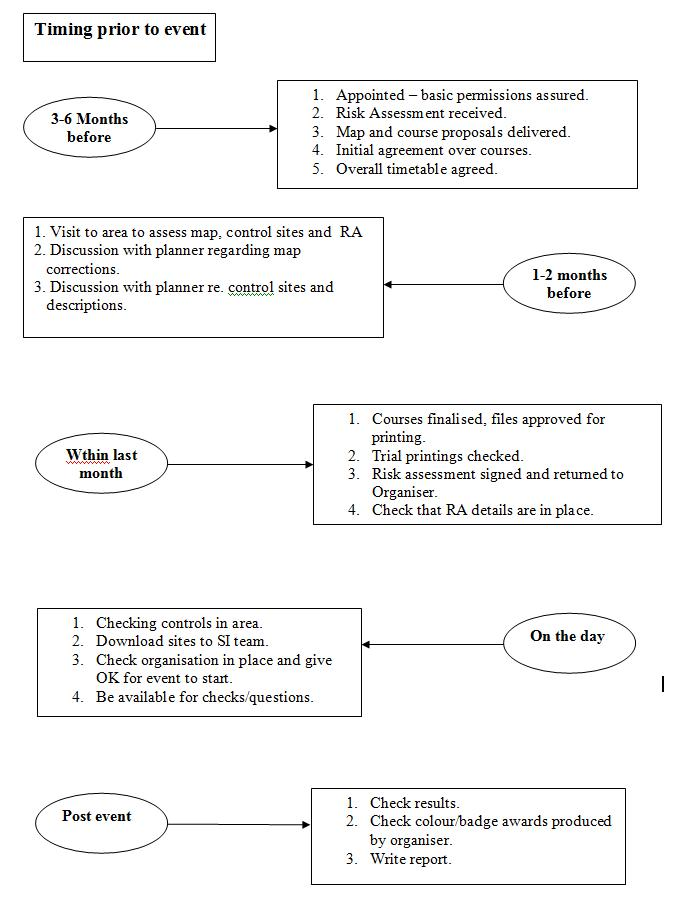 Timing prior to event
3-6 Months
before
1. Appointed – basic permissions assured.
2. Risk Assessment received.
3. Map and course proposals delivered.
4. Initial agreement over courses.
5. Overall timetable agreed.
1. Visit to area to assess map, control sites and RA
2. Discussion with planner regarding map
corrections.
3. Discussion with planner re. control sites and
descriptions.
1-2 months
before
Wthin last
month
1. Courses finalised, files approved for
printing.
2. Trial printings checked.
3. Risk assessment signed and returned to
Organiser.
4. Check that RA details are in place.
1. Checking controls in area.
2. Download sites to SI team.
3. Check organisation in place and give
OK for event to start.
4. Be available for checks/questions.
On the day
Post event
1. Check results.
2. Check colour/badge awards produced
by organiser.
3. Write report.